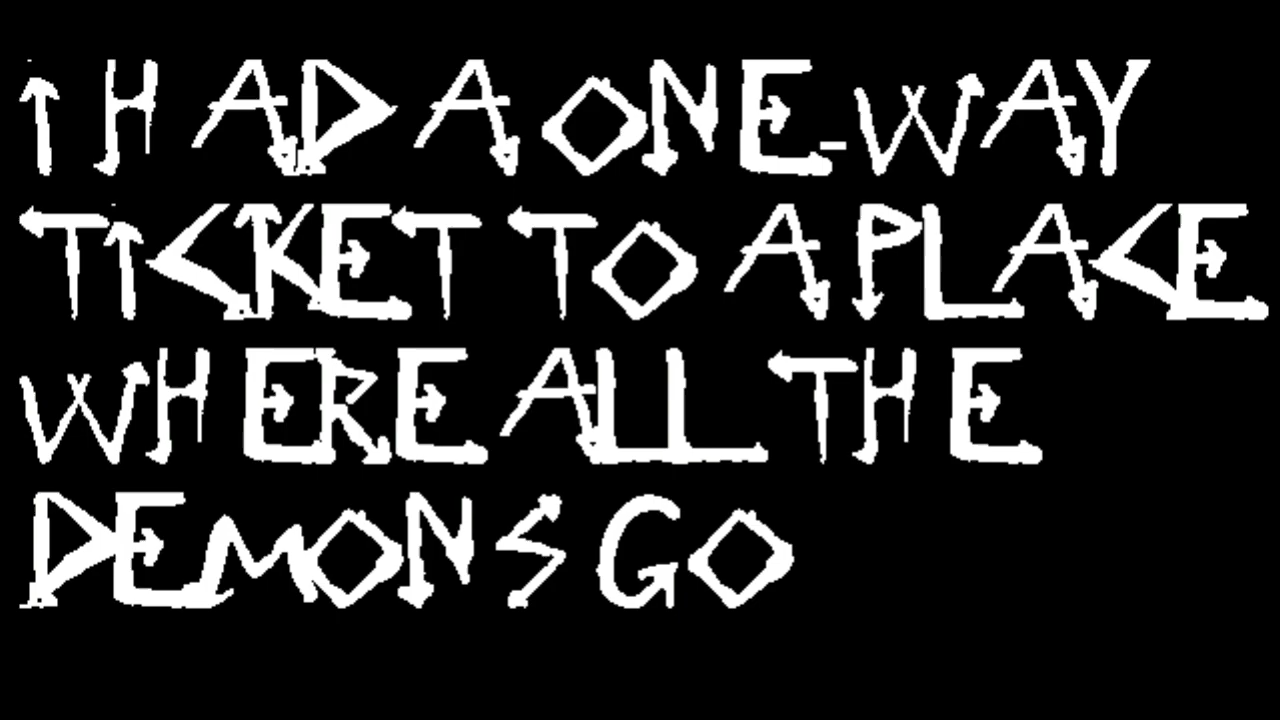 I HAD A ONE-WAY
TICKET TO A PLACE
WHERE ALL THE
DEMONS GO